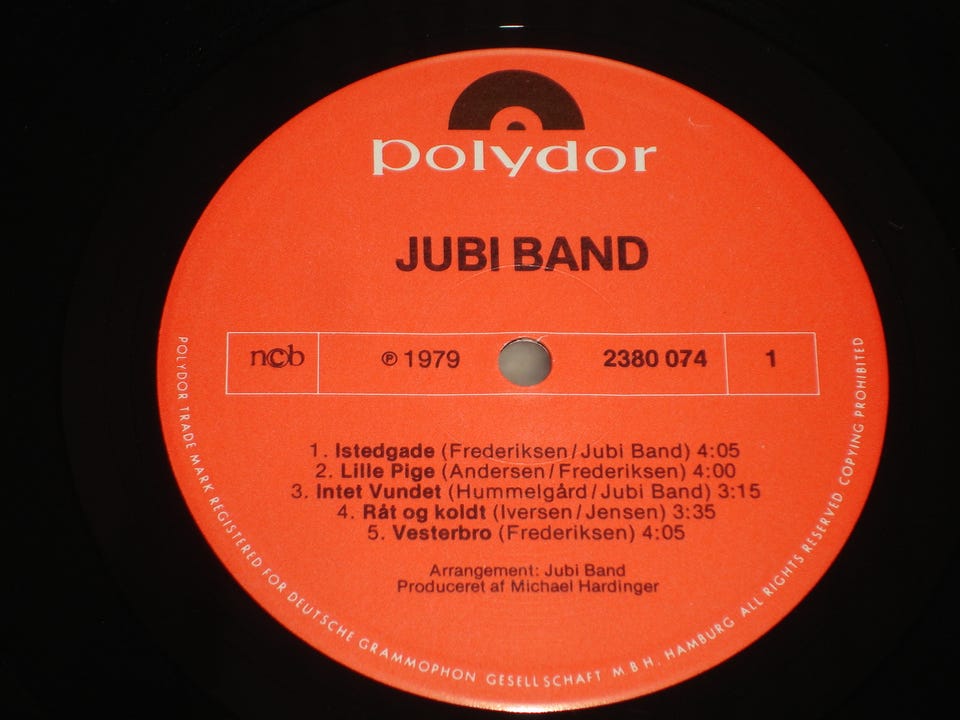 polydor
JUBI BAND
ncb ℗ 1979 2380 074 1
1. Istedgade (Frederiksen/Jubi Band) 4:05
2. Lille Pige (Andersen/Frederiksen) 4:00
3. Intet Vundet (Hummelgård/Jubi Band) 3:15
4. Råt og koldt (Iversen/Jensen) 3:35
5. Vesterbro (Frederiksen) 4:05
Arrangement: Jubi Band
Produceret af Michael Hardinger
POLYDOR TRADE MARK REGISTERED FOR DEUTSCHE GRAMMOPHON GESELLSCHAFT M.B.H. HAMBURG ALL RIGHTS RESERVED COPYING PROHIBITED